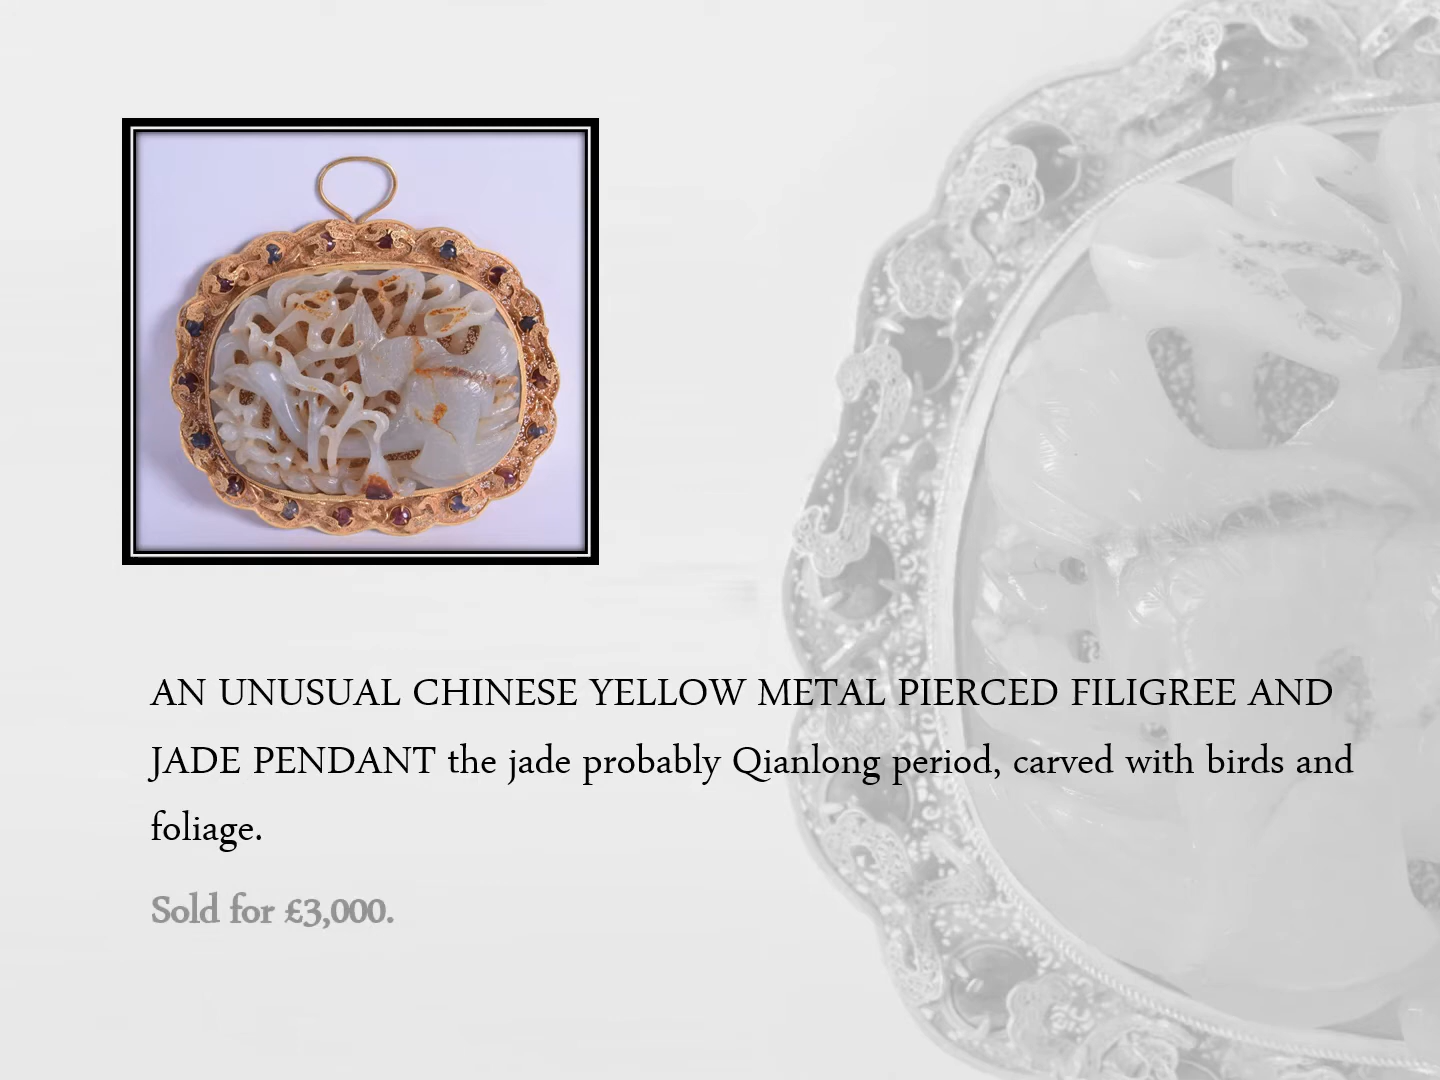 AN UNUSUAL CHINESE YELLOW METAL PIERCED FILIGREE AND
JADE PENDANT the jade probably Qianlong period, carved with birds and
foliage.
Sold for £3,000.